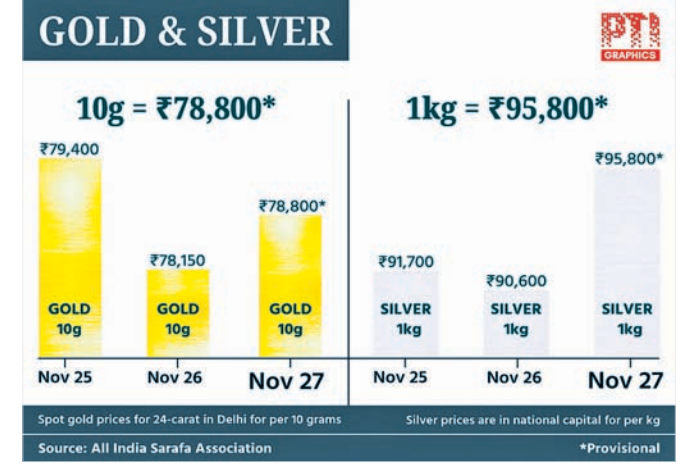 GOLD & SILVER
PTI
GRAPHICS
10g = ₹78,800*
₹79,400
₹78,150
₹78,800*
GOLD
10g
GOLD
10g
GOLD
10g
Nov 25
Nov 26
Nov 27
1kg = ₹95,800*
₹91,700
₹90,600
₹95,800*
SILVER
1kg
SILVER
1kg
SILVER
1kg
Nov 25
Nov 26
Nov 27
Spot gold prices for 24-carat in Delhi for per 10 grams
Silver prices are in national capital for per kg
Source: All India Sarafa Association
*Provisional